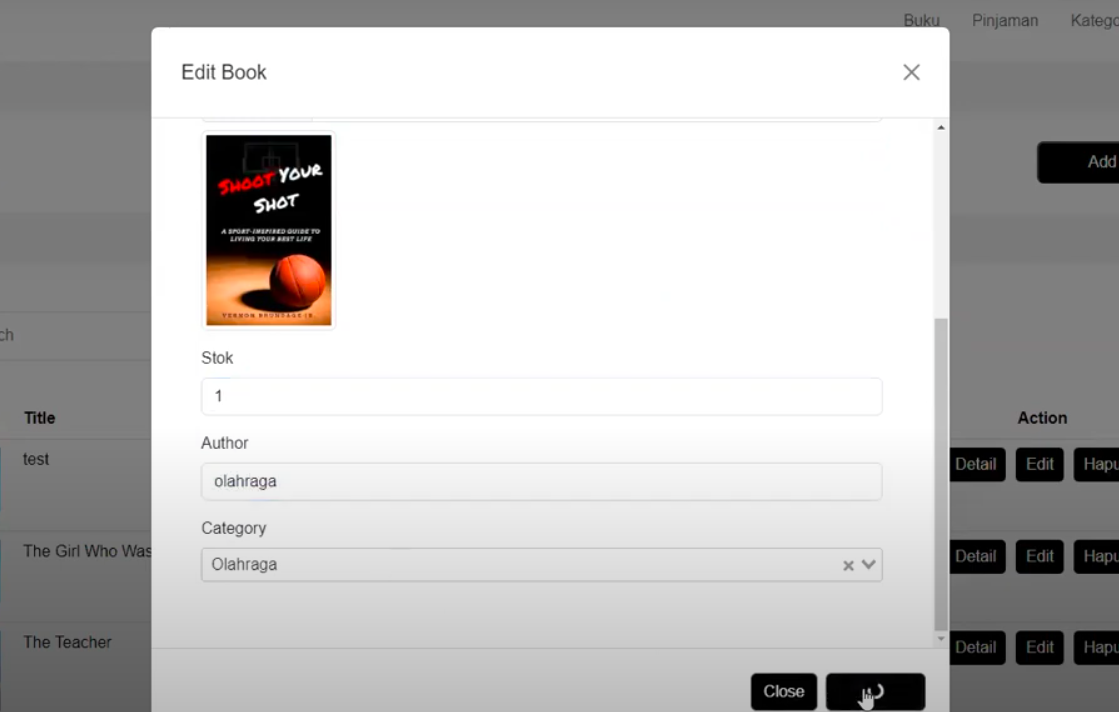 Buku Pinjaman Katego
Edit Book
Add
SHOOT YOUR
SHOT
A SPORT-INSPIRED GUIDE TO
LIVING YOUR BEST LIFE
VERNON BRUNDAGE JR.
ch
Stok
1
Title
Action
Author
test
Detail Edit Hapu
olahraga
Category
The Girl Who Was
Detail Edit Hapu
Olahraga
The Teacher
Detail Edit Hapu
Close